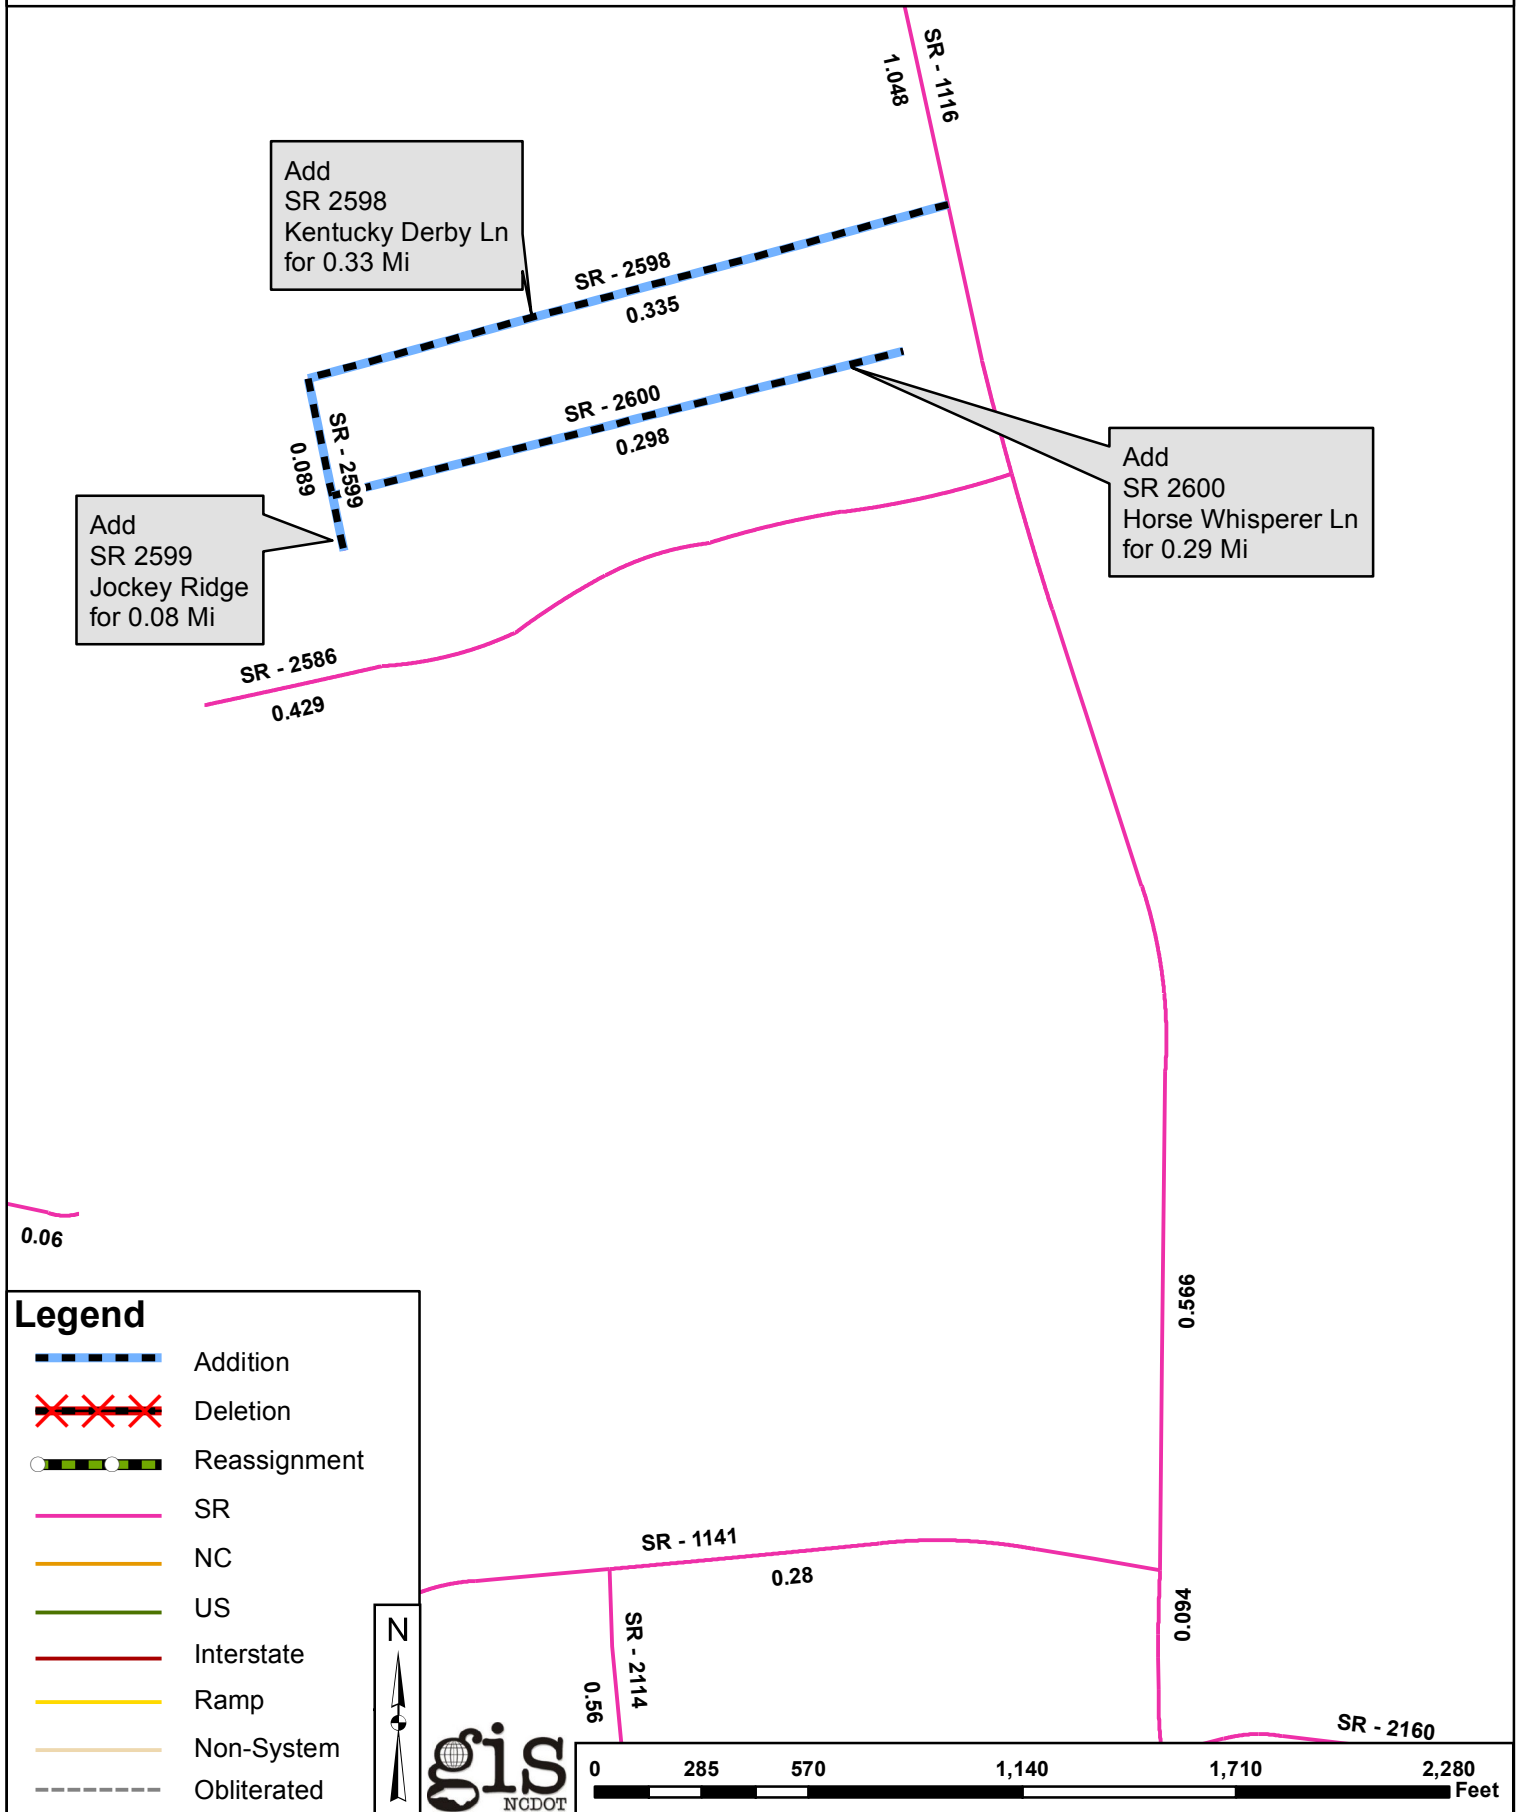 SR - 1116
1.048
Add
SR 2598
Kentucky Derby Ln
for 0.33 Mi
SR - 2598
0.335
SR - 2600
0.298
SR - 2599
0.089
Add
SR 2600
Horse Whisperer Ln
for 0.29 Mi
Add
SR 2599
Jockey Ridge
for 0.08 Mi
SR - 2586
0.429
0.06
0.566
Legend
Addition
Deletion
Reassignment
SR
NC
US
Interstate
Ramp
Non-System
Obliterated
N
SR - 1141
0.28
0.094
SR - 2114
0.56
SR - 2160
gis
NCDOT
0 285 570 1,140 1,710 2,280
Feet